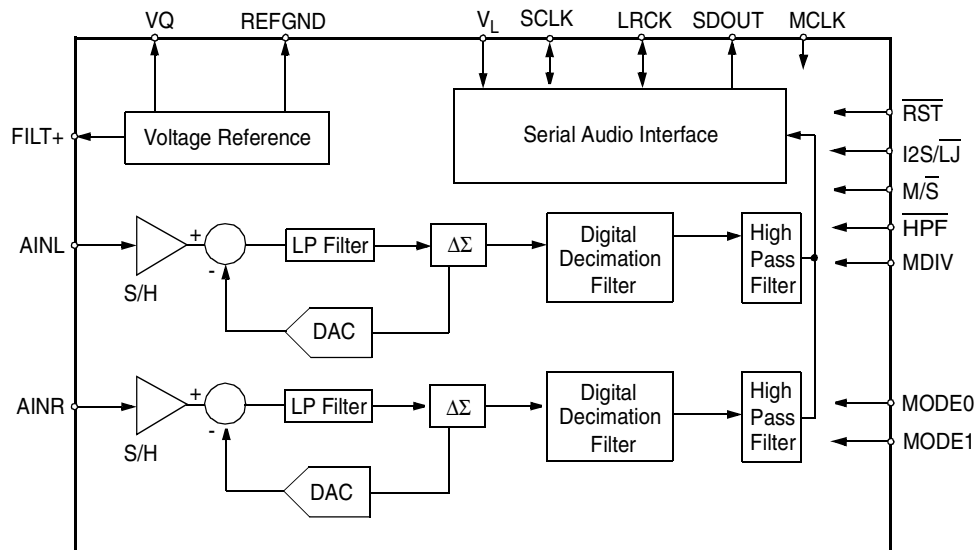 VQ REFGND VL SCLK LRCK SDOUT MCLK
FILT+
Voltage Reference
Serial Audio Interface
RST
I2S/LJ
M/S
HPF
MDIV
AINL
S/H
+
-
LP Filter
ΔΣ
DAC
Digital
Decimation
Filter
High
Pass
Filter
AINR
S/H
+
-
LP Filter
ΔΣ
DAC
Digital
Decimation
Filter
High
Pass
Filter
MODE0
MODE1